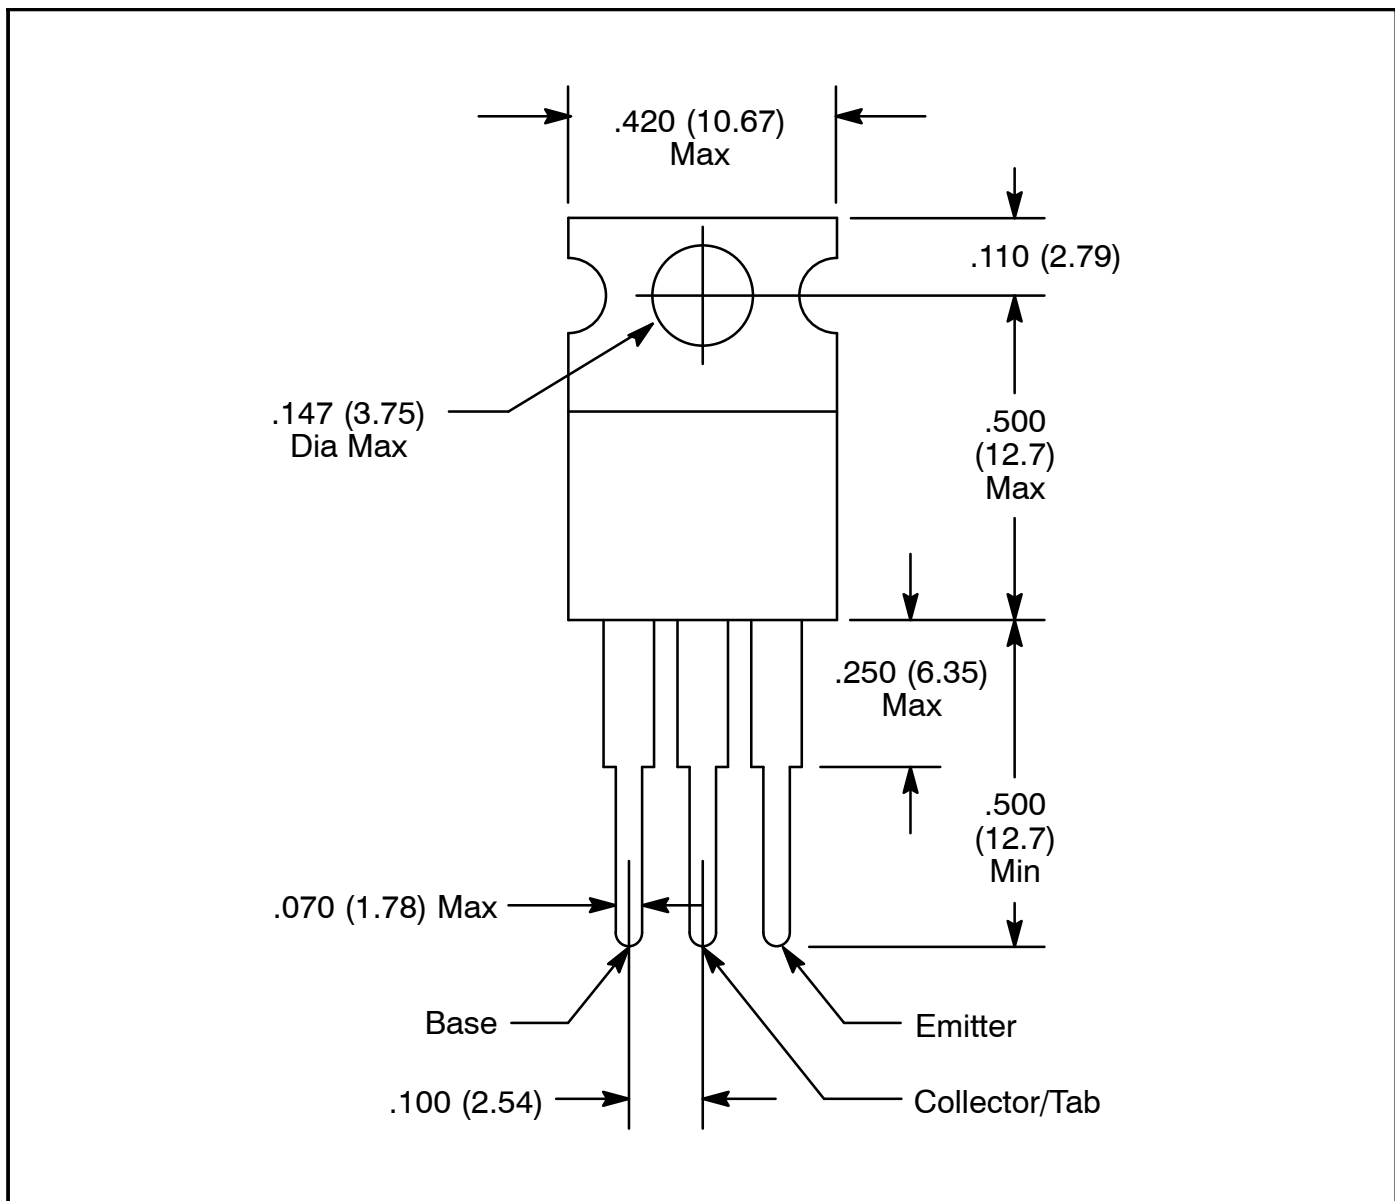 .420 (10.67)
Max
.110 (2.79)
.147 (3.75)
Dia Max
.500
(12.7)
Max
.250 (6.35)
Max
.500
(12.7)
Min
.070 (1.78) Max
Base
Emitter
.100 (2.54)
Collector/Tab